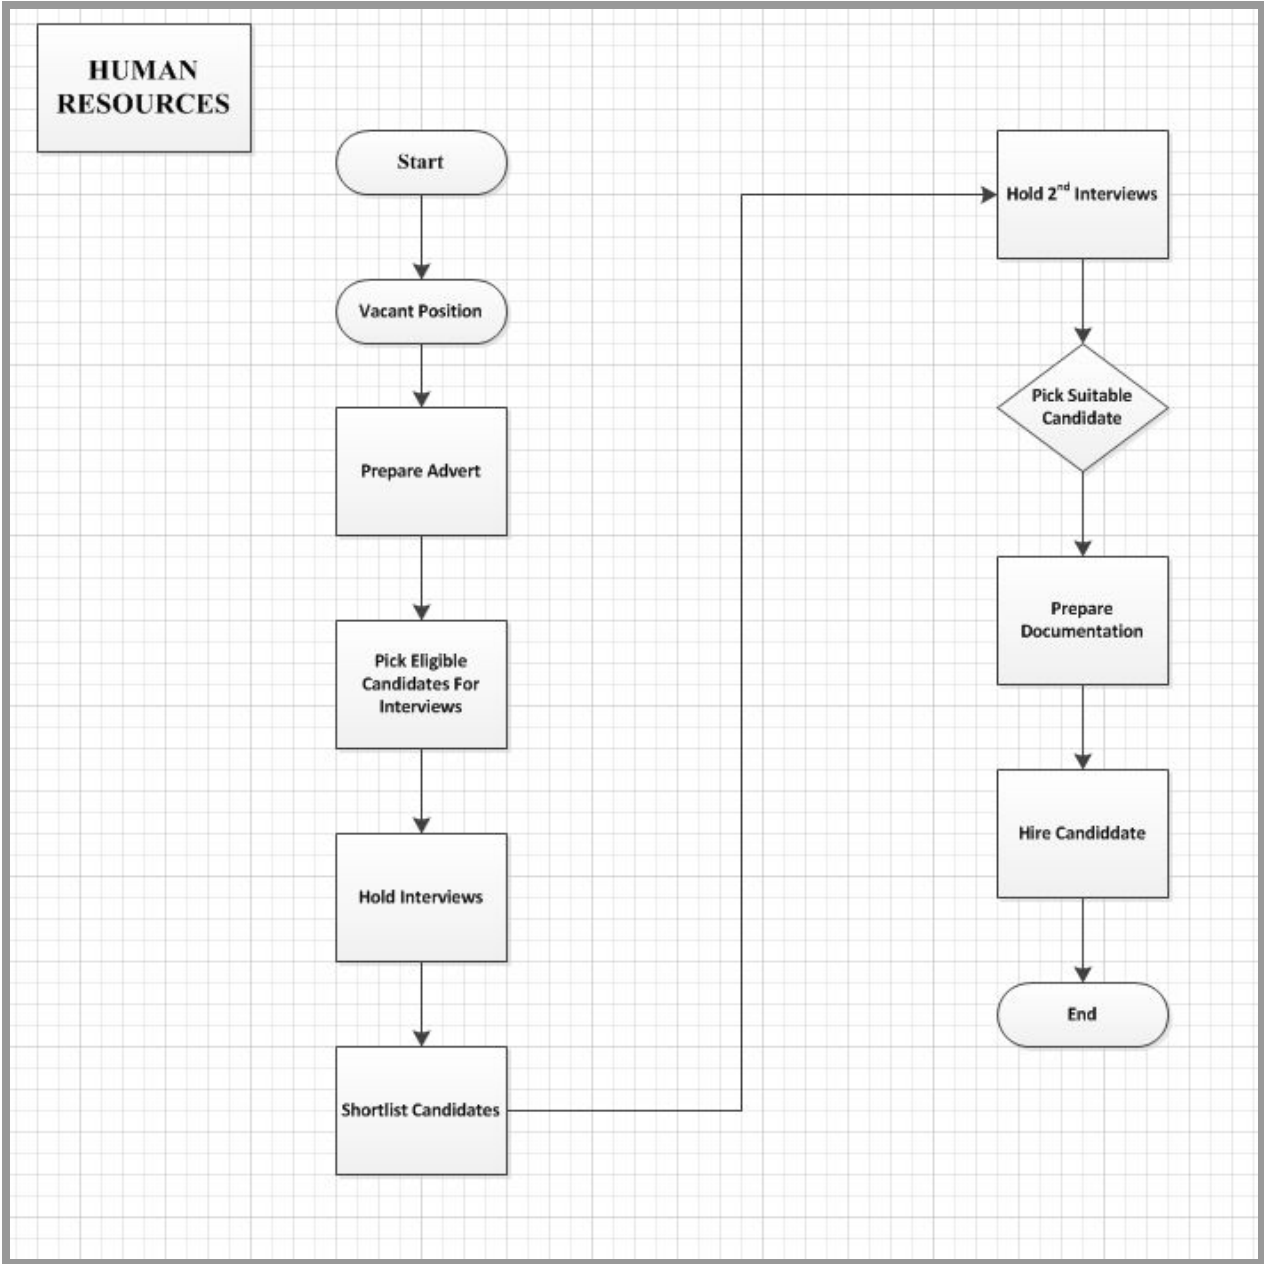 HUMAN
RESOURCES
Start
Vacant Position
Prepare Advert
Pick Eligible
Candidates For
Interviews
Hold Interviews
Shortlist Candidates
Hold 2nd Interviews
Pick Suitable
Candidate
Prepare
Documentation
Hire Candiddate
End